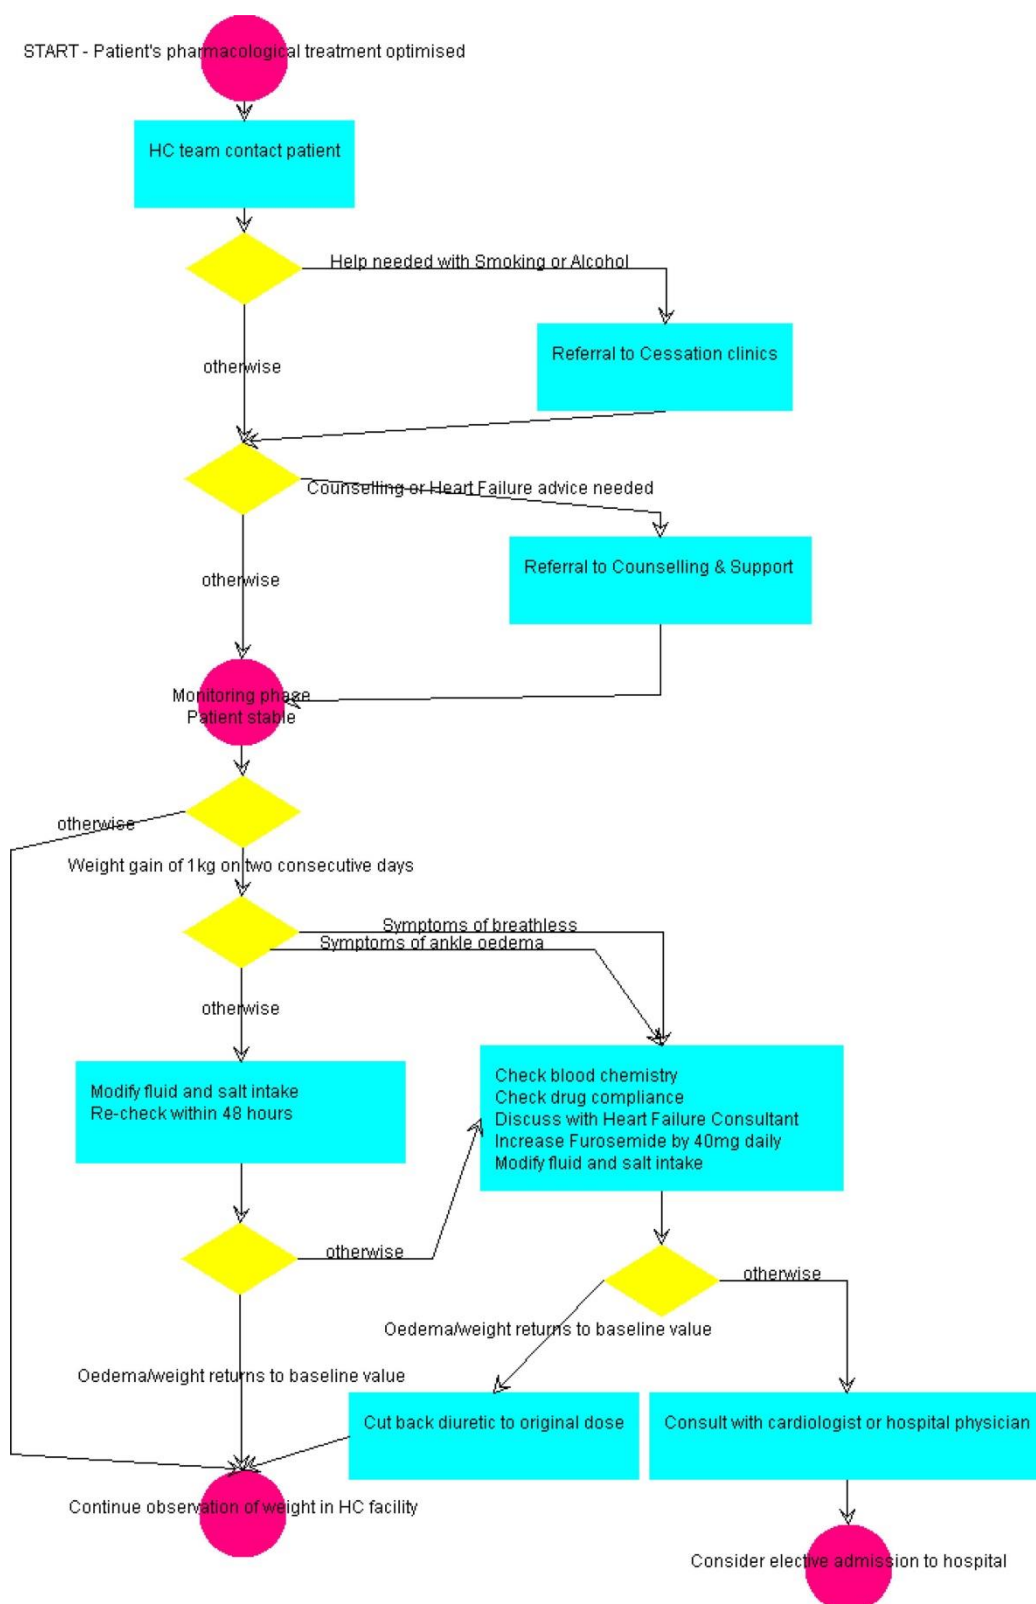 START - Patient's pharmacological treatment optimised
HC team contact patient
Help needed with Smoking or Alcohol
Referral to Cessation clinics
otherwise
Counselling or Heart Failure advice needed
Referral to Counselling & Support
otherwise
Monitoring phase
Patient stable
otherwise
Weight gain of 1kg on two consecutive days
Symptoms of breathless
Symptoms of ankle oedema
otherwise
Modify fluid and salt intake
Re-check within 48 hours
Check blood chemistry
Check drug compliance
Discuss with Heart Failure Consultant
Increase Furosemide by 40mg daily
Modify fluid and salt intake
otherwise
otherwise
Oedema/weight returns to baseline value
Oedema/weight returns to baseline value
Cut back diuretic to original dose
Consult with cardiologist or hospital physician
Continue observation of weight in HC facility
Consider elective admission to hospital